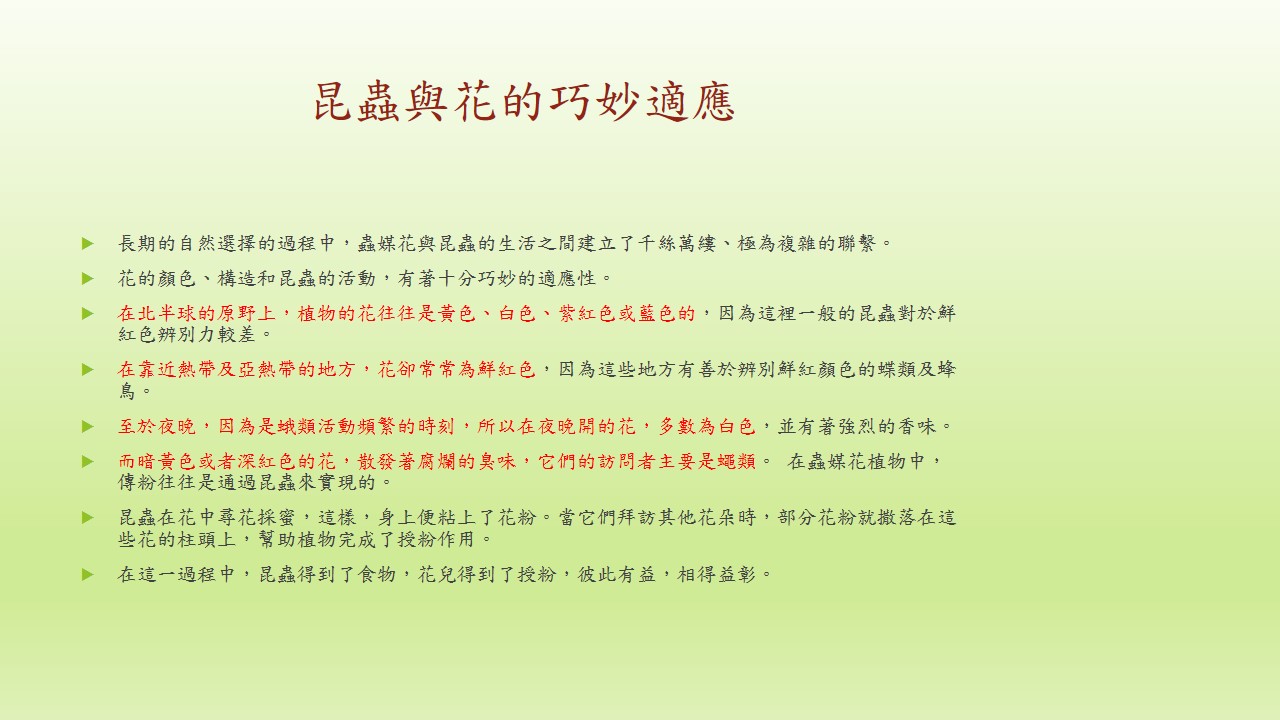 昆蟲與花的巧妙適應
長期的自然選擇的過程中，蟲媒花與昆蟲的生活之間建立了千絲萬縷、極為複雜的聯繫。
花的顏色、構造和昆蟲的活動，有著十分巧妙的適應性。
在北半球的原野上，植物的花往往是黃色、白色、紫紅色或藍色的，因為這裡一般的昆蟲對於鮮
紅色辨別力較差。
在靠近熱帶及亞熱帶的地方，花卻常常為鮮紅色，因為這些地方有善於辨別鮮紅顏色的蝶類及蜂
鳥。
至於夜晚，因為是蛾類活動頻繁的時刻，所以在夜晚開的花，多數為白色，並有著強烈的香味。
而暗黃色或者深紅色的花，散發著腐爛的臭味，它們的訪問者主要是蠅類。 在蟲媒花植物中，
傳粉往往是通過昆蟲來實現的。
昆蟲在花中尋花採蜜，這樣，身上便粘上了花粉。當它們拜訪其他花朵時，部分花粉就撒落在這
些花的柱頭上，幫助植物完成了授粉作用。
在這一過程中，昆蟲得到了食物，花兒得到了授粉，彼此有益，相得益彰。